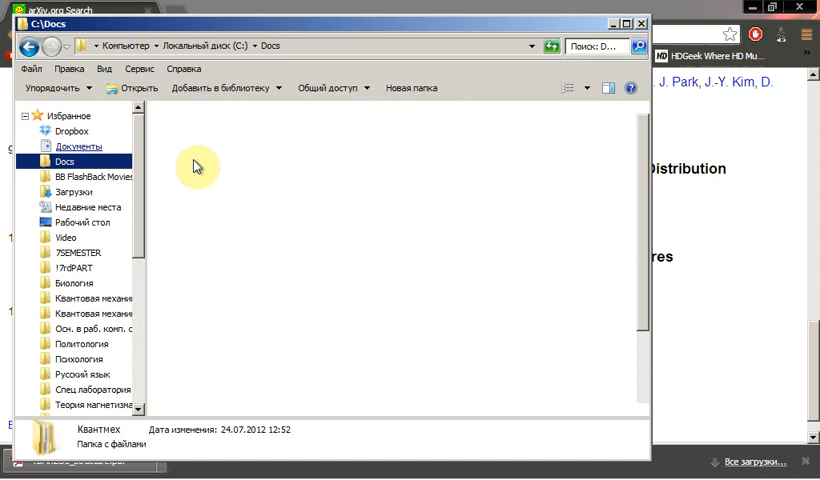 arXiv.org Search
C:\Docs
Компьютер Локальный диск (C:) Docs
Поиск: D...
Файл Правка Вид Сервис Справка
HDGeek Where HD Mu...
Упорядочить Открыть Добавить в библиотеку Общий доступ Новая папка
J. Park, J.-Y. Kim, D.
Избранное
Dropbox
Документы
Docs
Distribution
BB FlashBack Movies
Загрузки
Недавние места
Рабочий стол
Video
7SEMESTER
res
!7rdPART
Биология
Квантовая механи
Квантовая механи
Осн. в раб. комп. с
Политология
Психология
Русский язык
Спец лаборатория
Теория магнетизма
Квантмех Дата изменения: 24.07.2012 12:52
Папка с файлами
Все загрузки...